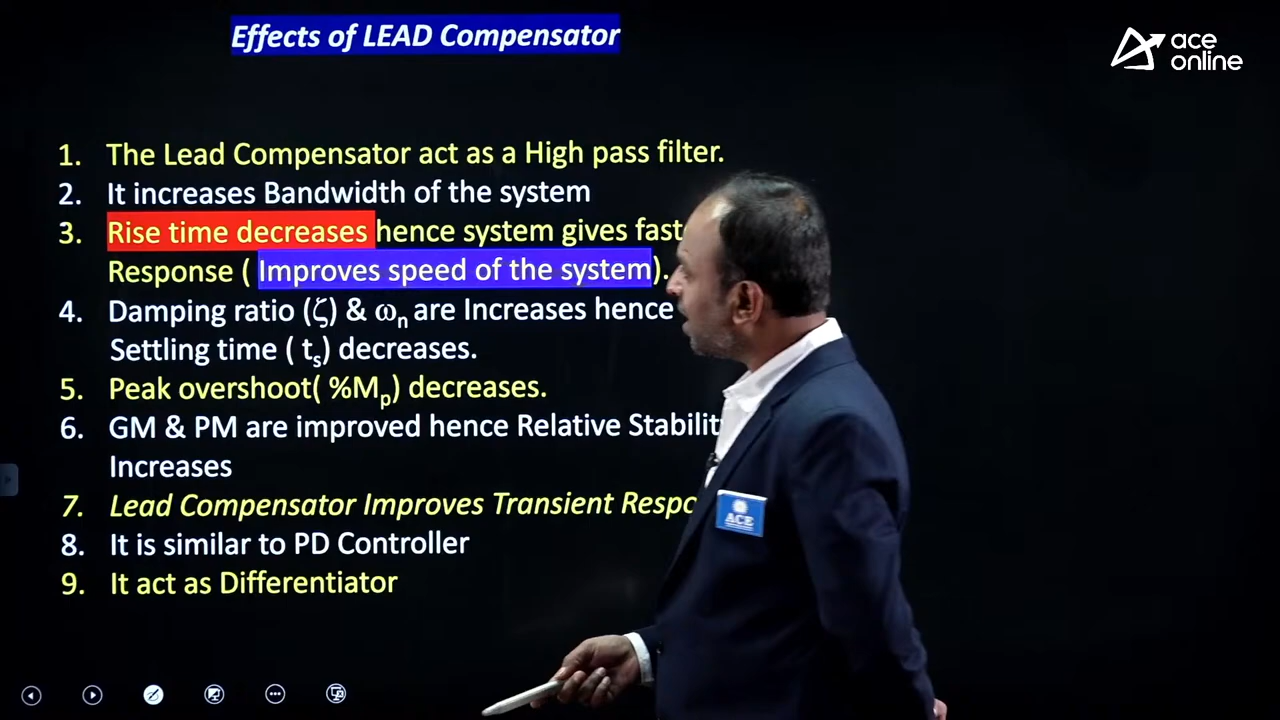 Effects of LEAD Compensator
ace
online
1. The Lead Compensator act as a High pass filter.
2. It increases Bandwidth of the system
3. Rise time decreases hence system gives fast
Response ( Improves speed of the system).
4. Damping ratio (ζ) & ωn are Increases hence
Settling time ( ts) decreases.
5. Peak overshoot( %Mp) decreases.
6. GM & PM are improved hence Relative
Increases
7. Lead Compensator Improves Transient
8. It is similar to PD Controller
9. It act as Differentiator
ACE